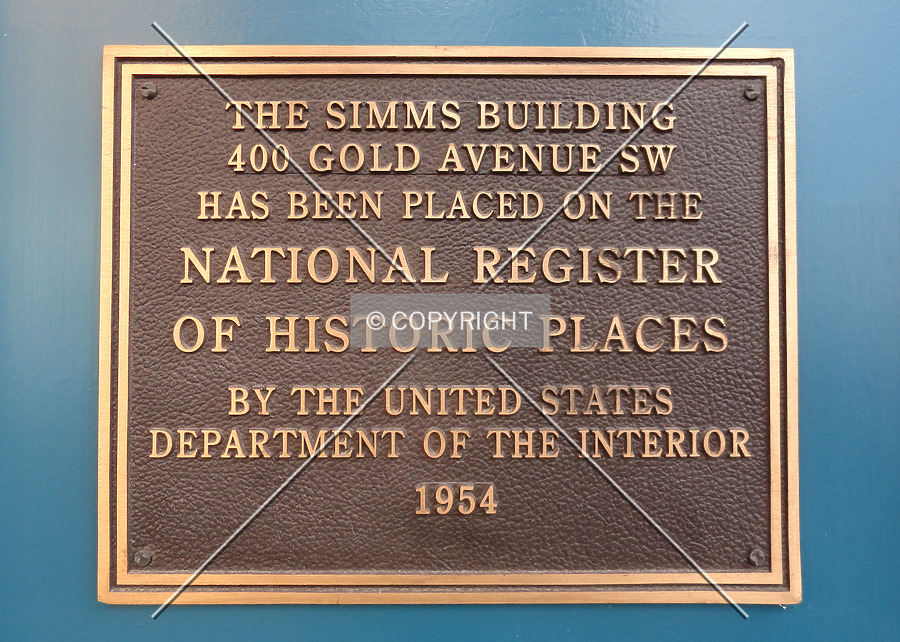 THE SIMMS BUILDING
400 GOLD AVENUE SW
HAS BEEN PLACED ON THE
NATIONAL REGISTER
OF HISTORIC PLACES
© COPYRIGHT
BY THE UNITED STATES
DEPARTMENT OF THE INTERIOR
1954